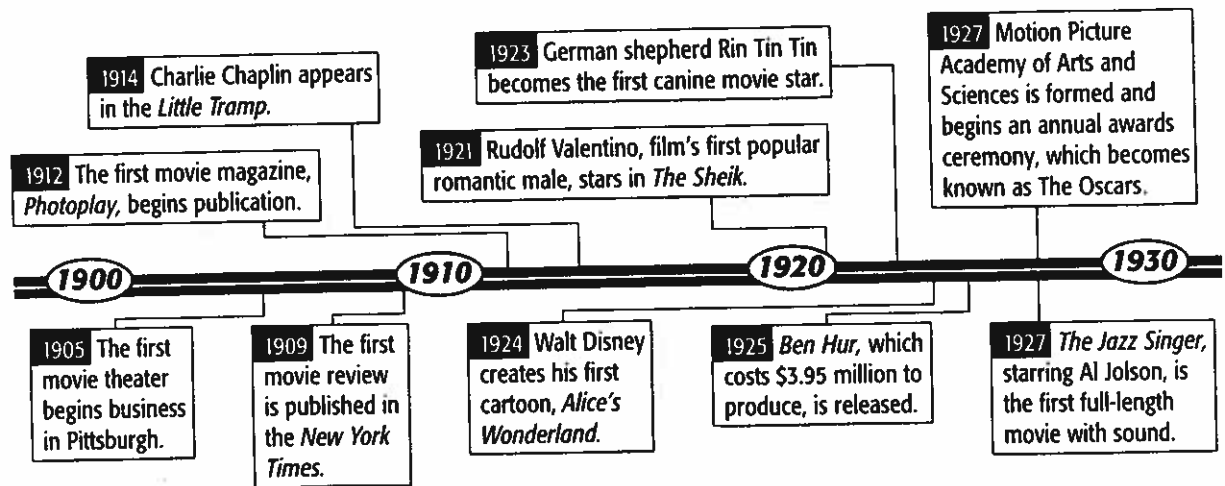 1914 Charlie Chaplin appears
in the Little Tramp.
1923 German shepherd Rin Tin Tin
becomes the first canine movie star.
1927 Motion Picture
Academy of Arts and
Sciences is formed and
begins an annual awards
ceremony, which becomes
known as The Oscars.
1912 The first movie magazine,
Photoplay, begins publication.
1921 Rudolf Valentino, film's first popular
romantic male, stars in The Sheik.
1900
1910
1920
1930
1905 The first
movie theater
begins business
in Pittsburgh.
1909 The first
movie review
is published in
the New York
Times.
1924 Walt Disney
creates his first
cartoon, Alice's
Wonderland.
1925 Ben Hur, which
costs $3.95 million to
produce, is released.
1927 The Jazz Singer,
starring Al Jolson, is
the first full-length
movie with sound.